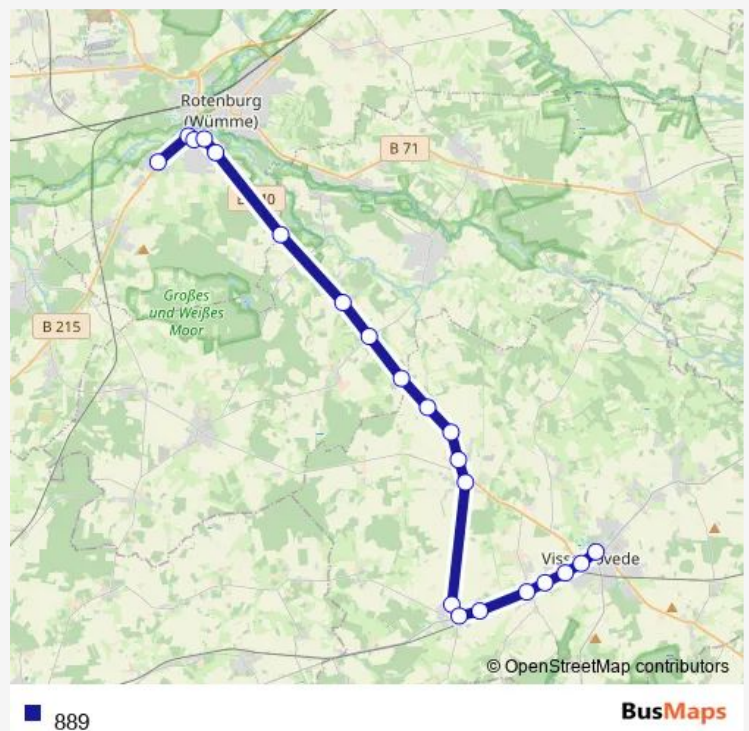 Rotenburg
(Wümme)
B 71
Großes
und Weißes
Moor
B 215
© OpenStreetMap contributors
889
BusMaps